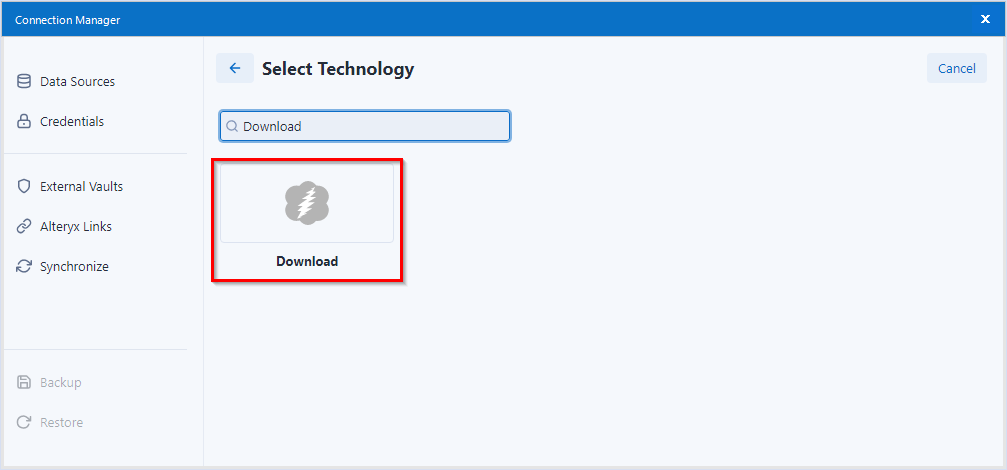 Connection Manager
Data Sources
Credentials
External Vaults
Alteryx Links
Synchronize
Backup
Restore
Select Technology
Cancel
Download
Download